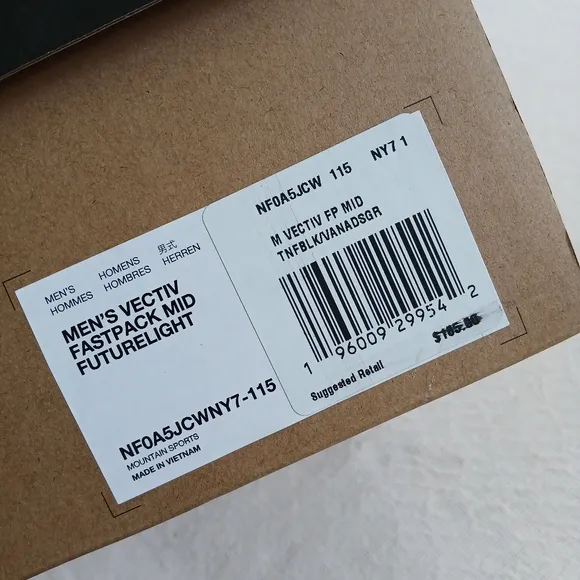 MEN'S HOMENS 男式
HOMMES HOMBRES HERREN
MEN'S VECTIV
FASTPACK MID
FUTURELIGHT
NF0A5JCWNY7-115
MOUNTAIN SPORTS
MADE IN VIETNAM
NF0A5JCW 115 NY7 1
M VECTIV FP MID
TNFBLK/VANADSGR
1 96009 29954 2
Suggested Retail